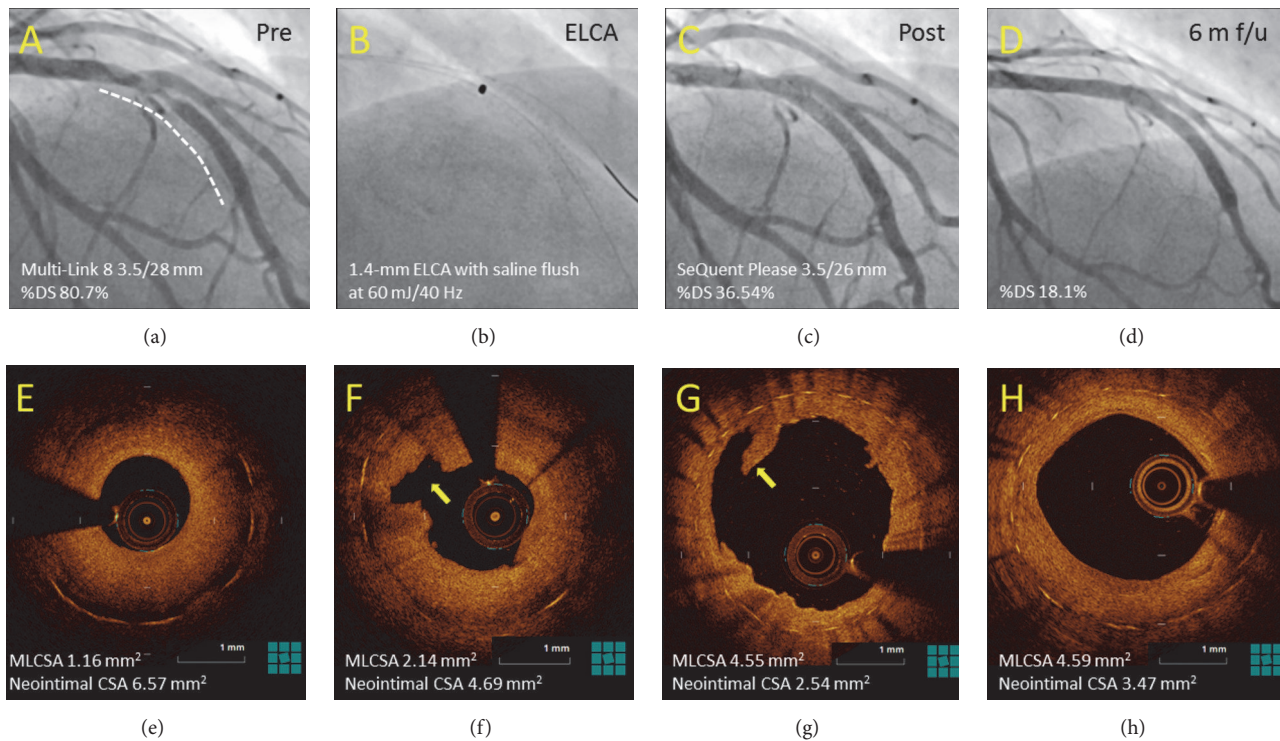 A
Pre
Multi-Link 8 3.5/28 mm
%DS 80.7%
(a)
B
ELCA
1.4-mm ELCA with saline flush
at 60 mJ/40 Hz
(b)
C
Post
SeQuent Please 3.5/26 mm
%DS 36.54%
(c)
D
6 m f/u
%DS 18.1%
(d)
E
1 mm
MLCSA 1.16 mm²
Neointimal CSA 6.57 mm²
(e)
F
1 mm
MLCSA 2.14 mm²
Neointimal CSA 4.69 mm²
(f)
G
1 mm
MLCSA 4.55 mm²
Neointimal CSA 2.54 mm²
(g)
H
1 mm
MLCSA 4.59 mm²
Neointimal CSA 3.47 mm²
(h)